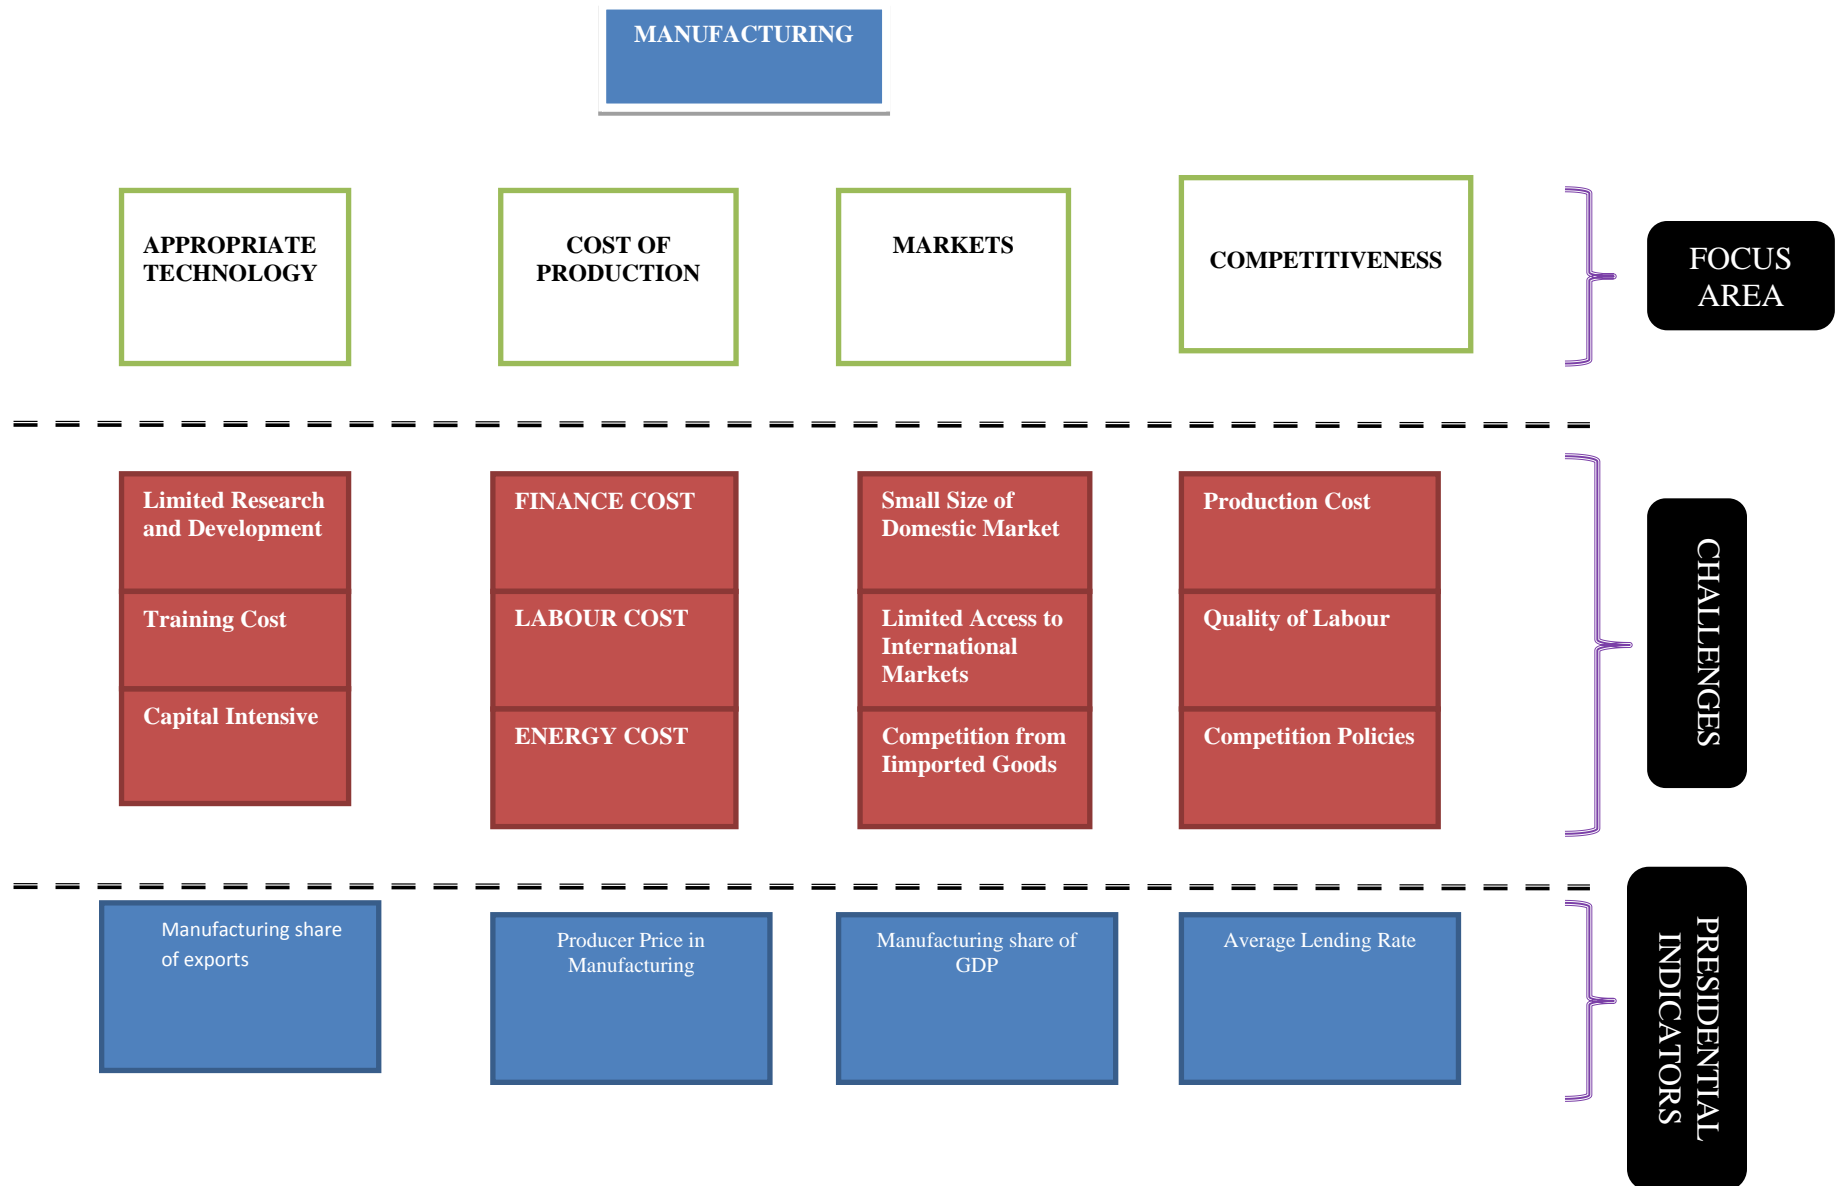 MANUFACTURING
APPROPRIATE
TECHNOLOGY
COST OF
PRODUCTION
MARKETS
COMPETITIVENESS
FOCUS
AREA
Limited Research
and Development
Training Cost
Capital Intensive
FINANCE COST
LABOUR COST
ENERGY COST
Small Size of
Domestic Market
Limited Access to
International
Markets
Competition from
Iimported Goods
Production Cost
Quality of Labour
Competition Policies
CHALLENGES
Manufacturing share
of exports
Producer Price in
Manufacturing
Manufacturing share of
GDP
Average Lending Rate
PRESIDENTIAL
INDICATORS